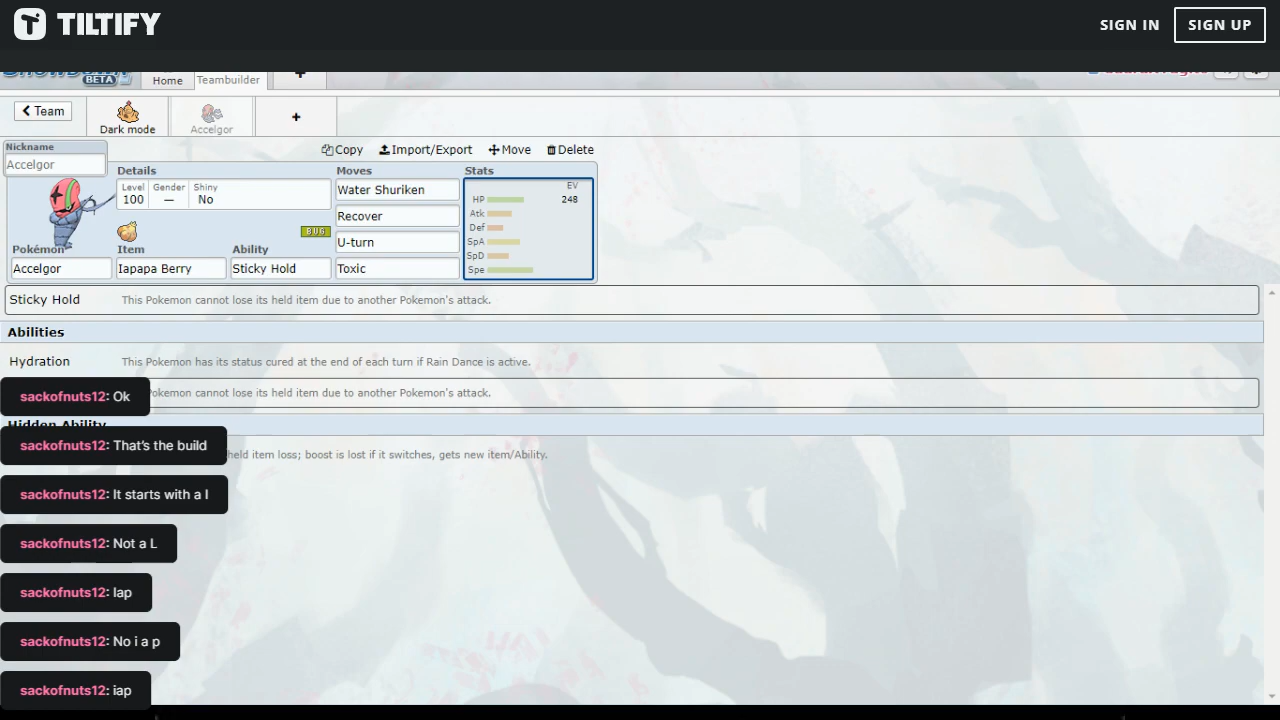 TILTIFY
SIGN IN
SIGN UP
BETA
Home
Teambuilder
+
Team
Dark mode
Accelgor
+
Nickname
Accelgor
Copy
Import/Export
Move
Delete
Details
Moves
Stats
Level
Gender
Shiny
100
—
No
Water Shuriken
EV
HP
248
Recover
Atk
Def
BUG
U-turn
SpA
SpD
Pokémon
Item
Ability
Accelgor
Iapapa Berry
Sticky Hold
Toxic
Spe
Sticky Hold This Pokemon cannot lose its held item due to another Pokemon's attack.
Abilities
Hydration This Pokemon has its status cured at the end of each turn if Rain Dance is active.
Pokemon cannot lose its held item due to another Pokemon's attack.
sackofnuts12: Ok
Hidden Ability
sackofnuts12: That's the build
held item loss; boost is lost if it switches, gets new item/Ability.
sackofnuts12: It starts with a I
sackofnuts12: Not a L
sackofnuts12: Iap
sackofnuts12: No i a p
sackofnuts12: iap